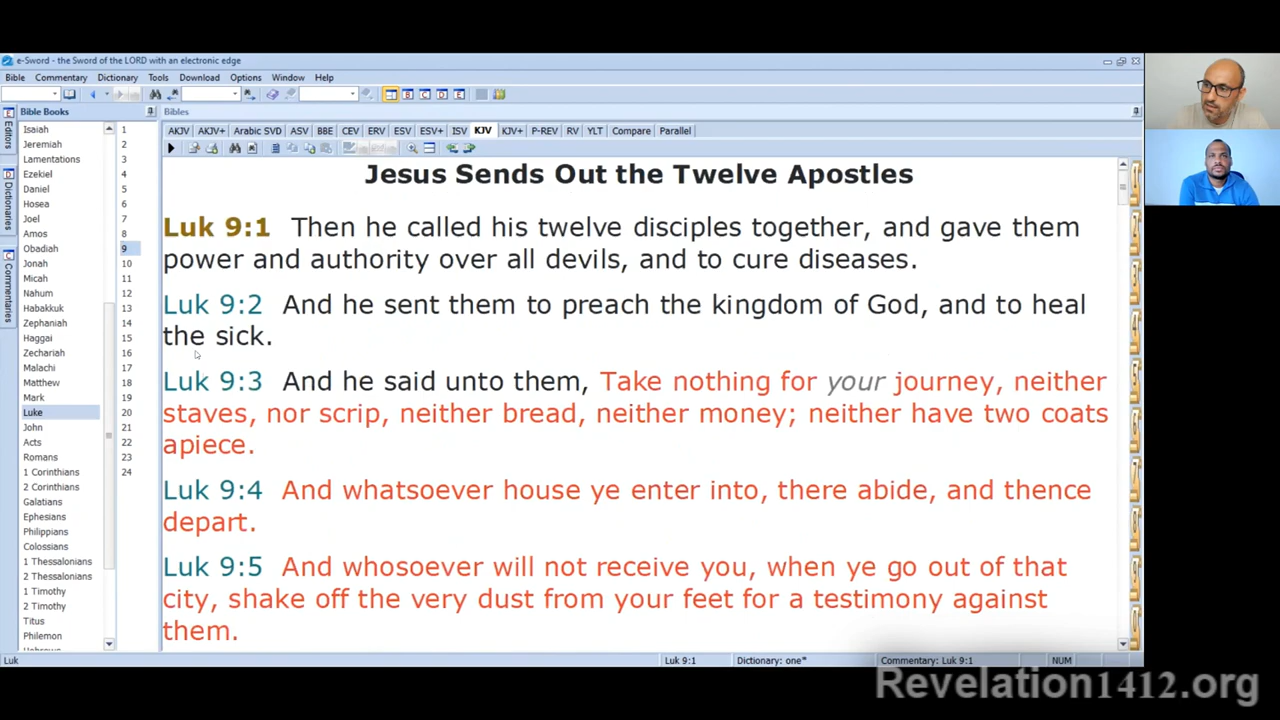 e-Sword - the Sword of the LORD with an electronic edge
Bible Commentary Dictionary Tools Download Options Window Help
Bible Books
Bibles
AKJV AKJV+ Arabic SVD ASV BBE CEV ERV ESV ESV+ ISV KJV KJV+ P-REV RV YLT Compare Parallel
Editors
Dictionaries
Commentaries
Isaiah
Jeremiah
Lamentations
Ezekiel
Daniel
Hosea
Joel
Amos
Obadiah
Jonah
Micah
Nahum
Habakkuk
Zephaniah
Haggai
Zechariah
Malachi
Matthew
Mark
Luke
John
Acts
Romans
1 Corinthians
2 Corinthians
Galatians
Ephesians
Philippians
Colossians
1 Thessalonians
2 Thessalonians
1 Timothy
2 Timothy
Titus
Philemon
1
2
3
4
5
6
7
8
9
10
11
12
13
14
15
16
17
18
19
20
21
22
23
24
Jesus Sends Out the Twelve Apostles
Luk 9:1 Then he called his twelve disciples together, and gave them
power and authority over all devils, and to cure diseases.
Luk 9:2 And he sent them to preach the kingdom of God, and to heal
the sick.
Luk 9:3 And he said unto them, Take nothing for your journey, neither
staves, nor scrip, neither bread, neither money; neither have two coats
apiece.
Luk 9:4 And whatsoever house ye enter into, there abide, and thence
depart.
Luk 9:5 And whosoever will not receive you, when ye go out of that
city, shake off the very dust from your feet for a testimony against
them.
Luk
Luk 9:1
Dictionary: one*
Commentary: Luk 9:1
NUM
Revelation1412.org